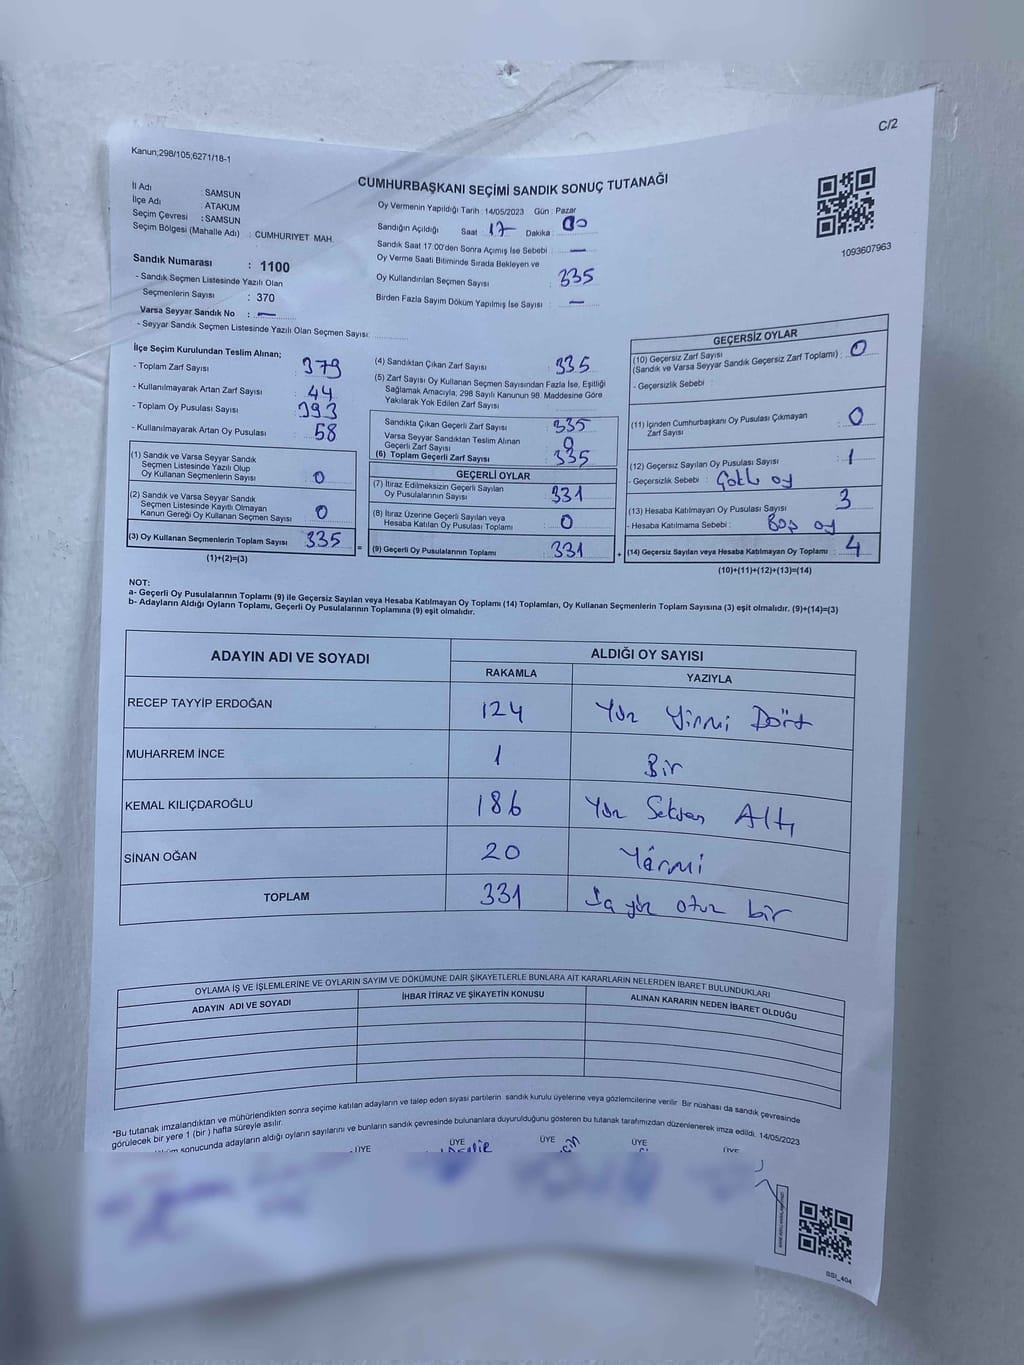 C/2
Kanun;298/105,6271/18-1
CUMHURBAŞKANI SEÇİMİ SANDIK SONUÇ TUTANAĞI
İl Adı : SAMSUN
İlçe Adı : ATAKUM
Seçim Çevresi : SAMSUN
Seçim Bölgesi (Mahalle Adı) : CUMHURIYET MAH.
Sandık Numarası : 1100
- Sandık Seçmen Listesinde Yazılı Olan
Seçmenlerin Sayısı : 370
Varsa Seyyar Sandık No : —
- Seyyar Sandık Seçmen Listesinde Yazılı Olan Seçmen Sayısı:
Oy Vermenin Yapıldığı Tarih : 14/05/2023 Gün : Pazar
Sandığın Açıldığı Saat 17 Dakika 00
Sandık Saat 17.00'den Sonra Açımış İse Sebebi : —
Oy Verme Saati Bitiminde Sırada Bekleyen ve
Oy Kullandırılan Seçmen Sayısı : 335
Birden Fazla Sayım Döküm Yapılmış İse Sayısı : —
1093607963
İlçe Seçim Kurulundan Teslim Alınan;
- Toplam Zarf Sayısı : 379
- Kullanılmayarak Artan Zarf Sayısı : 44
- Toplam Oy Pusulası Sayısı : 393
- Kullanılmayarak Artan Oy Pusulası : 58
(1) Sandık ve Varsa Seyyar Sandık
Seçmen Listesinde Yazılı Olup
Oy Kullanan Seçmenlerin Sayısı : 0
(2) Sandık ve Varsa Seyyar Sandık
Seçmen Listesinde Kayıtlı Olmayan
Kanun Gereği Oy Kullanan Seçmen Sayısı : 0
(3) Oy Kullanan Seçmenlerin Toplam Sayısı : 335
(1)+(2)=(3)
(4) Sandıktan Çıkan Zarf Sayısı : 335
(5) Zarf Sayısı Oy Kullanan Seçmen Sayısından Fazla İse, Eşitliği
Sağlamak Amacıyla; 298 Sayılı Kanunun 98. Maddesine Göre
Yakılarak Yok Edilen Zarf Sayısı
Sandıkta Çıkan Geçerli Zarf Sayısı : 335
Varsa Seyyar Sandıktan Teslim Alınan
Geçerli Zarf Sayısı : 0
(6) Toplam Geçerli Zarf Sayısı : 335
GEÇERLİ OYLAR
(7) İtiraz Edilmeksizin Geçerli Sayılan
Oy Pusulalarının Sayısı : 331
(8) İtiraz Üzerine Geçerli Sayılan veya
Hesaba Katılan Oy Pusulası Toplamı : 0
(9) Geçerli Oy Pusulalarının Toplamı : 331
GEÇERSİZ OYLAR
(10) Geçersiz Zarf Sayısı
(Sandık ve Varsa Seyyar Sandık Geçersiz Zarf Toplamı) : 0
- Geçersizlik Sebebi :
(11) İçinden Cumhurbaşkanı Oy Pusulası Çıkmayan
Zarf Sayısı : 0
(12) Geçersiz Sayılan Oy Pusulası Sayısı : 1
- Geçersizlik Sebebi : Çoklu oy
(13) Hesaba Katılmayan Oy Pusulası Sayısı : 3
- Hesaba Katılmama Sebebi : Boş oy
(14) Geçersiz Sayılan veya Hesaba Katılmayan Oy Toplamı : 4
(10)+(11)+(12)+(13)=(14)
NOT:
a- Geçerli Oy Pusulalarının Toplamı (9) ile Geçersiz Sayılan veya Hesaba Katılmayan Oy Toplamı (14) Toplamları, Oy Kullanan Seçmenlerin Toplam Sayısına (3) eşit olmalıdır. (9)+(14)=(3)
b- Adayların Aldığı Oyların Toplamı, Geçerli Oy Pusulalarının Toplamına (9) eşit olmalıdır.
ADAYIN ADI VE SOYADI ALDIĞI OY SAYISI
RAKAMLA YAZIYLA
RECEP TAYYİP ERDOĞAN 124 Yüz Yirmi Dört
MUHARREM İNCE 1 Bir
KEMAL KILIÇDAROĞLU 186 Yüz Seksen Altı
SİNAN OĞAN 20 Yirmi
TOPLAM 331 yüz otuz bir
OYLAMA İŞ VE İŞLEMLERİNE VE OYLARIN SAYIM VE DÖKÜMÜNE DAİR ŞİKAYETLERLE BUNLARA AİT KARARLARIN NELERDEN İBARET BULUNDUKLARI
ADAYIN ADI VE SOYADI İHBAR İTİRAZ VE ŞİKAYETİN KONUSU ALINAN KARARIN NEDEN İBARET OLDUĞU
*Bu tutanak imzalandıktan ve mühürlendikten sonra seçime katılan adayların ve talep eden siyasi partilerin sandık kurulu üyelerine veya gözlemcilerine verilir. Bir nüshası da sandık çevresinde
görülecek bir yere 1 (bir) hafta süreyle asılır.
sonucunda adayların aldığı oyların sayılarını ve bunların sandık çevresinde bulunanlara duyurulduğunu gösteren bu tutanak tarafımızdan düzenlenerek imza edildi. 14/05/2023
ÜYE ÜYE ÜYE ÜYE ÜYE
SSI_404